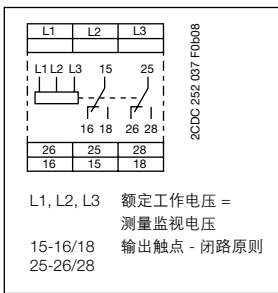 L1 L2 L3
L1 L2 L3 15 25
16 18 26 28
26 25 28
16 15 18
2CDC 252 037 F0b08
L1, L2, L3 额定工作电压 =
测量监视电压
15-16/18 输出触点 - 闭路原则
25-26/28